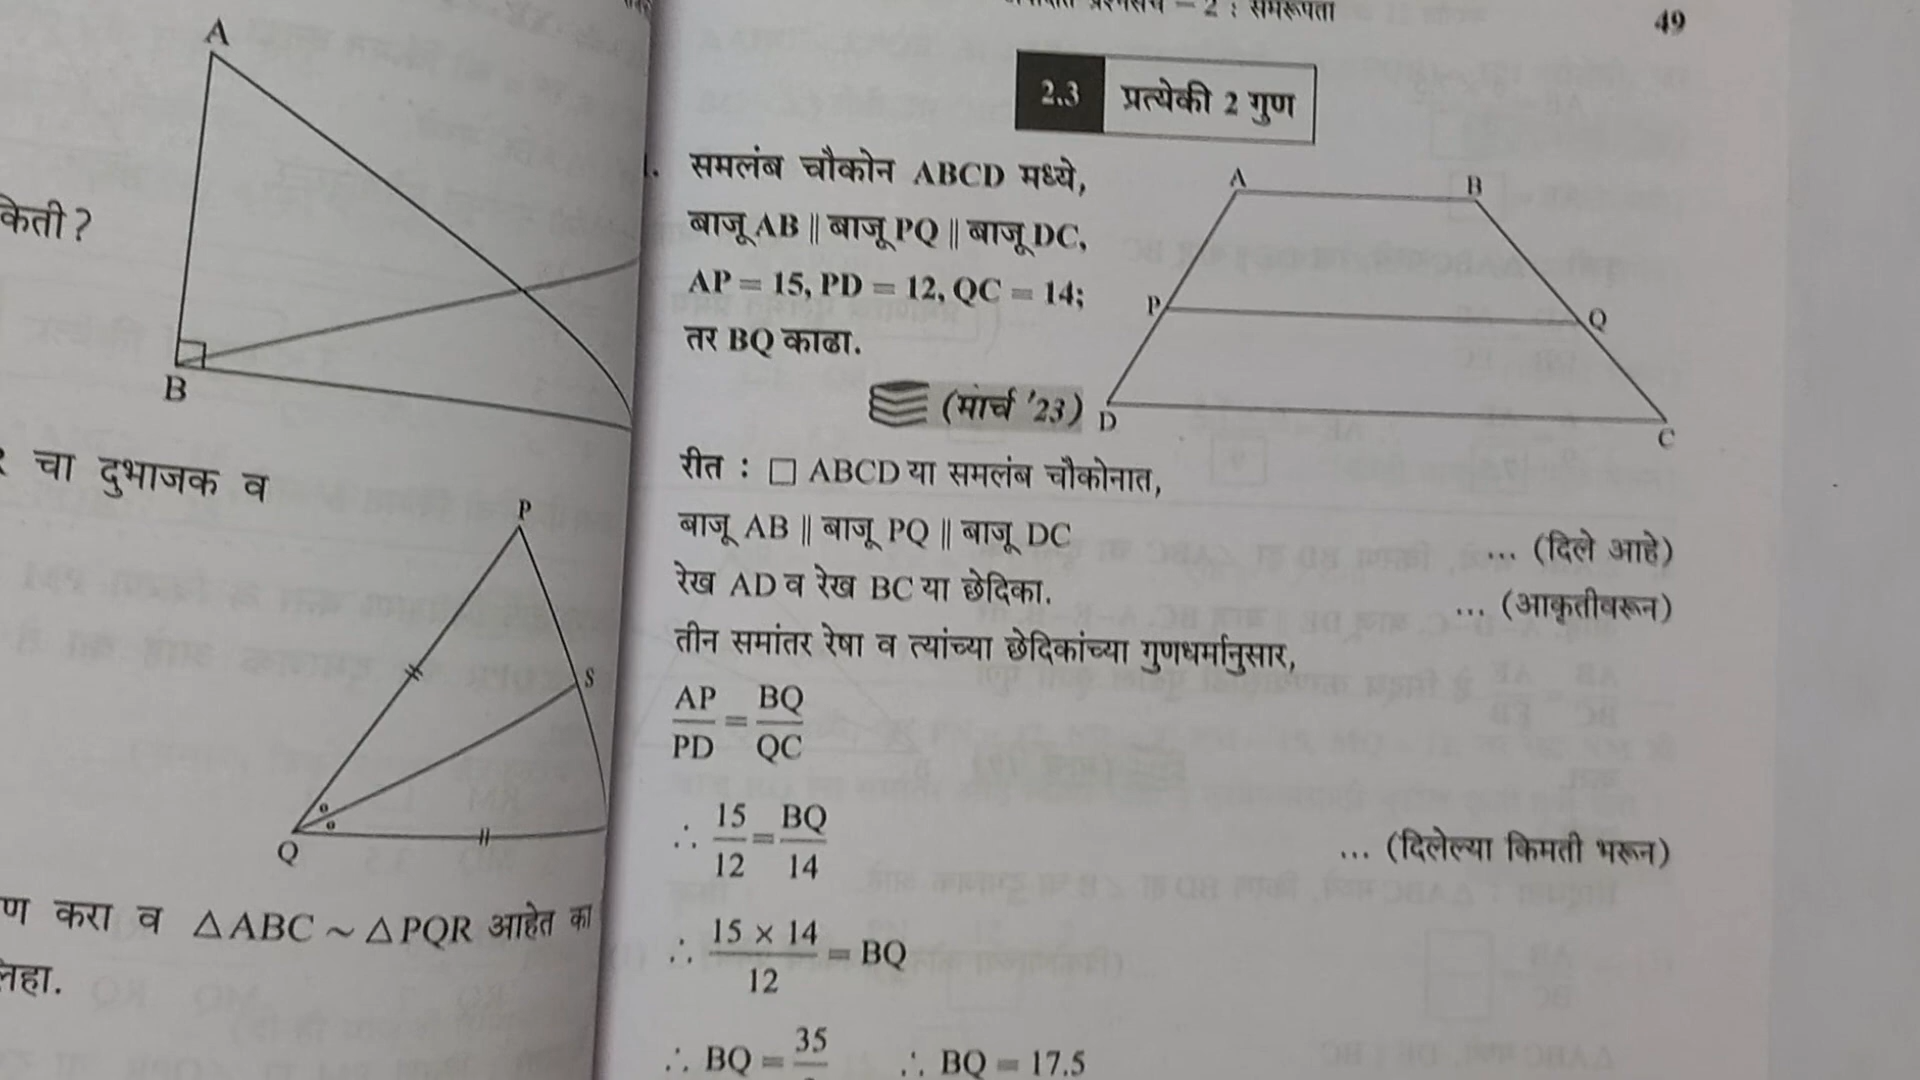 A
किती?
B
चा दुभाजक व
P
S
Q
करा व △ABC ~ △PQR आहेत का
– 2 : समरूपता
49
2.3 प्रत्येकी 2 गुण
समलंब चौकोन ABCD मध्ये,
बाजू AB || बाजू PQ || बाजू DC,
AP = 15, PD = 12, QC = 14;
तर BQ काढा.
(मार्च '23)
A B
P Q
D C
रीत : □ ABCD या समलंब चौकोनात,
बाजू AB || बाजू PQ || बाजू DC ... (दिले आहे)
रेख AD व रेख BC या छेदिका. ... (आकृतीवरून)
तीन समांतर रेषा व त्यांच्या छेदिकांच्या गुणधर्मानुसार,
AP/PD = BQ/QC
∴ 15/12 = BQ/14 ... (दिलेल्या किमती भरून)
∴ 15 × 14/12 = BQ
∴ BQ = 35 ∴ BQ = 17.5